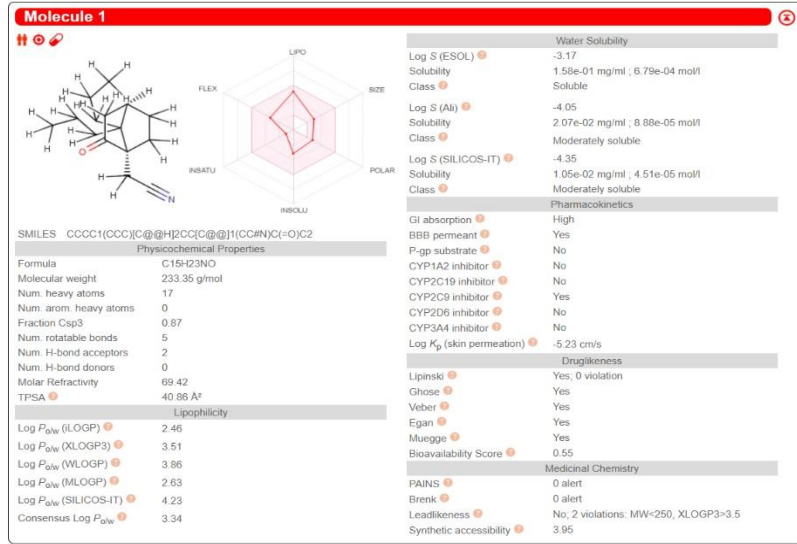 Molecule 1
LIPO
FLEX
SIZE
INSATU
POLAR
INSOLU
H H H H H H H H H H H H H H H H H
O
N
SMILES CCCC1(CCC)[C@@H]2CC[C@@]1(CC#N)C(=O)C2
Physicochemical Properties
Formula C15H23NO
Molecular weight 233.35 g/mol
Num. heavy atoms 17
Num. arom. heavy atoms 0
Fraction Csp3 0.87
Num. rotatable bonds 5
Num. H-bond acceptors 2
Num. H-bond donors 0
Molar Refractivity 69.42
TPSA ? 40.86 Å²
Lipophilicity
Log Po/w (iLOGP) ? 2.46
Log Po/w (XLOGP3) ? 3.51
Log Po/w (WLOGP) ? 3.86
Log Po/w (MLOGP) ? 2.63
Log Po/w (SILICOS-IT) ? 4.23
Consensus Log Po/w ? 3.34
Water Solubility
Log S (ESOL) ? -3.17
Solubility 1.58e-01 mg/ml ; 6.79e-04 mol/l
Class ? Soluble
Log S (Ali) ? -4.05
Solubility 2.07e-02 mg/ml ; 8.88e-05 mol/l
Class ? Moderately soluble
Log S (SILICOS-IT) ? -4.35
Solubility 1.05e-02 mg/ml ; 4.51e-05 mol/l
Class ? Moderately soluble
Pharmacokinetics
GI absorption ? High
BBB permeant ? Yes
P-gp substrate ? No
CYP1A2 inhibitor ? No
CYP2C19 inhibitor ? No
CYP2C9 inhibitor ? Yes
CYP2D6 inhibitor ? No
CYP3A4 inhibitor ? No
Log Kp (skin permeation) ? -5.23 cm/s
Druglikeness
Lipinski ? Yes; 0 violation
Ghose ? Yes
Veber ? Yes
Egan ? Yes
Muegge ? Yes
Bioavailability Score ? 0.55
Medicinal Chemistry
PAINS ? 0 alert
Brenk ? 0 alert
Leadlikeness ? No; 2 violations: MW<250, XLOGP3>3.5
Synthetic accessibility ? 3.95